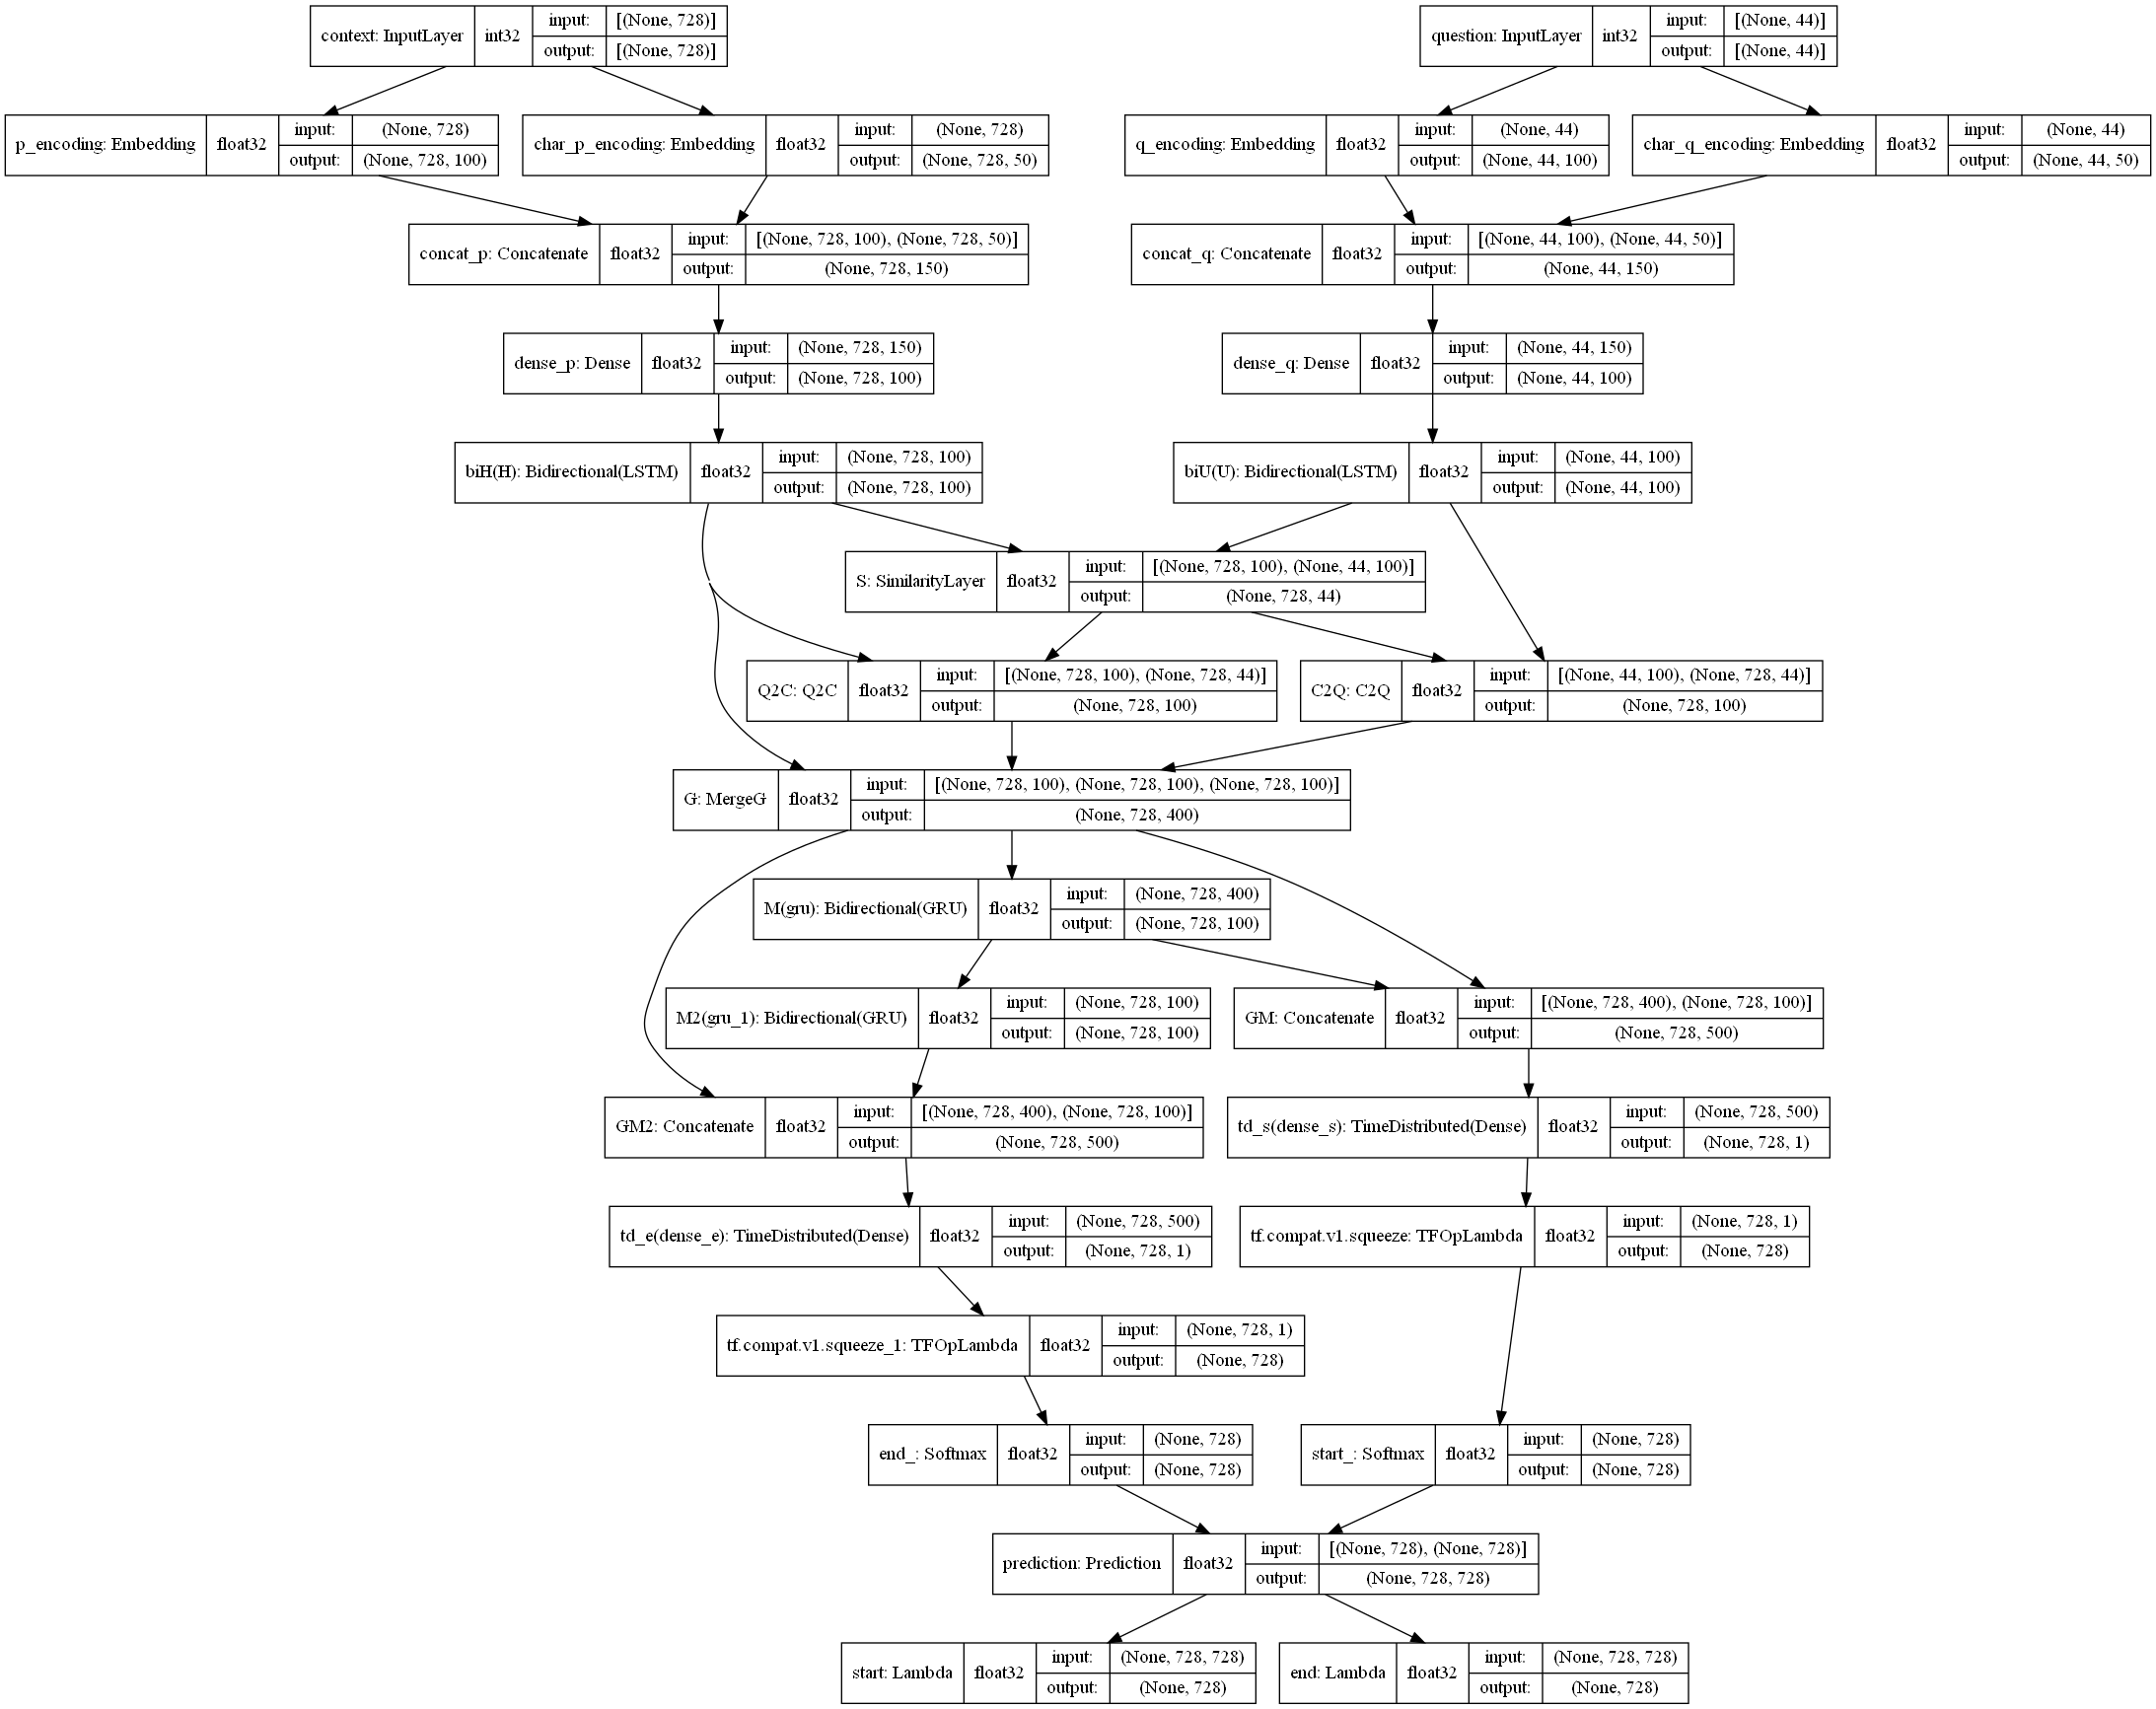 context: InputLayer int32 input: [(None, 728)]
output: [(None, 728)]
question: InputLayer int32 input: [(None, 44)]
output: [(None, 44)]
p_encoding: Embedding float32 input: (None, 728)
output: (None, 728, 100)
char_p_encoding: Embedding float32 input: (None, 728)
output: (None, 728, 50)
q_encoding: Embedding float32 input: (None, 44)
output: (None, 44, 100)
char_q_encoding: Embedding float32 input: (None, 44)
output: (None, 44, 50)
concat_p: Concatenate float32 input: [(None, 728, 100), (None, 728, 50)]
output: (None, 728, 150)
concat_q: Concatenate float32 input: [(None, 44, 100), (None, 44, 50)]
output: (None, 44, 150)
dense_p: Dense float32 input: (None, 728, 150)
output: (None, 728, 100)
dense_q: Dense float32 input: (None, 44, 150)
output: (None, 44, 100)
biH(H): Bidirectional(LSTM) float32 input: (None, 728, 100)
output: (None, 728, 100)
biU(U): Bidirectional(LSTM) float32 input: (None, 44, 100)
output: (None, 44, 100)
S: SimilarityLayer float32 input: [(None, 728, 100), (None, 44, 100)]
output: (None, 728, 44)
Q2C: Q2C float32 input: [(None, 728, 100), (None, 728, 44)]
output: (None, 728, 100)
C2Q: C2Q float32 input: [(None, 44, 100), (None, 728, 44)]
output: (None, 728, 100)
G: MergeG float32 input: [(None, 728, 100), (None, 728, 100), (None, 728, 100)]
output: (None, 728, 400)
M(gru): Bidirectional(GRU) float32 input: (None, 728, 400)
output: (None, 728, 100)
M2(gru_1): Bidirectional(GRU) float32 input: (None, 728, 100)
output: (None, 728, 100)
GM: Concatenate float32 input: [(None, 728, 400), (None, 728, 100)]
output: (None, 728, 500)
GM2: Concatenate float32 input: [(None, 728, 400), (None, 728, 100)]
output: (None, 728, 500)
td_s(dense_s): TimeDistributed(Dense) float32 input: (None, 728, 500)
output: (None, 728, 1)
td_e(dense_e): TimeDistributed(Dense) float32 input: (None, 728, 500)
output: (None, 728, 1)
tf.compat.v1.squeeze: TFOpLambda float32 input: (None, 728, 1)
output: (None, 728)
tf.compat.v1.squeeze_1: TFOpLambda float32 input: (None, 728, 1)
output: (None, 728)
end_: Softmax float32 input: (None, 728)
output: (None, 728)
start_: Softmax float32 input: (None, 728)
output: (None, 728)
prediction: Prediction float32 input: [(None, 728), (None, 728)]
output: (None, 728, 728)
start: Lambda float32 input: (None, 728, 728)
output: (None, 728)
end: Lambda float32 input: (None, 728, 728)
output: (None, 728)